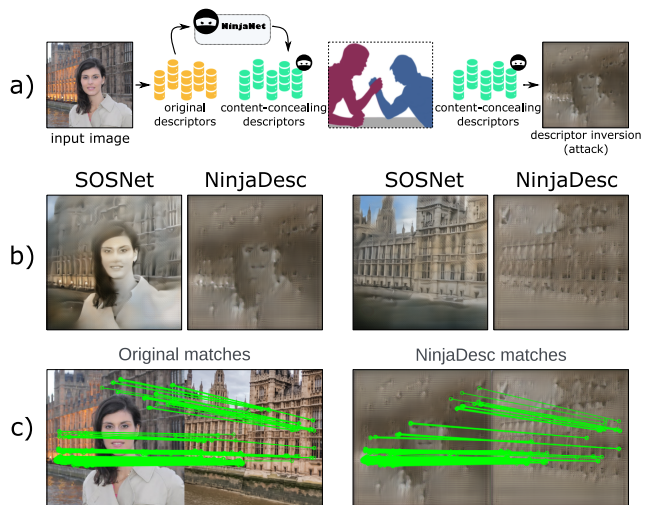 NinjaNet
a)
input image
original
descriptors
content-concealing
descriptors
content-concealing
descriptors
descriptor inversion
(attack)
b)
SOSNet
NinjaDesc
SOSNet
NinjaDesc
c)
Original matches
NinjaDesc matches